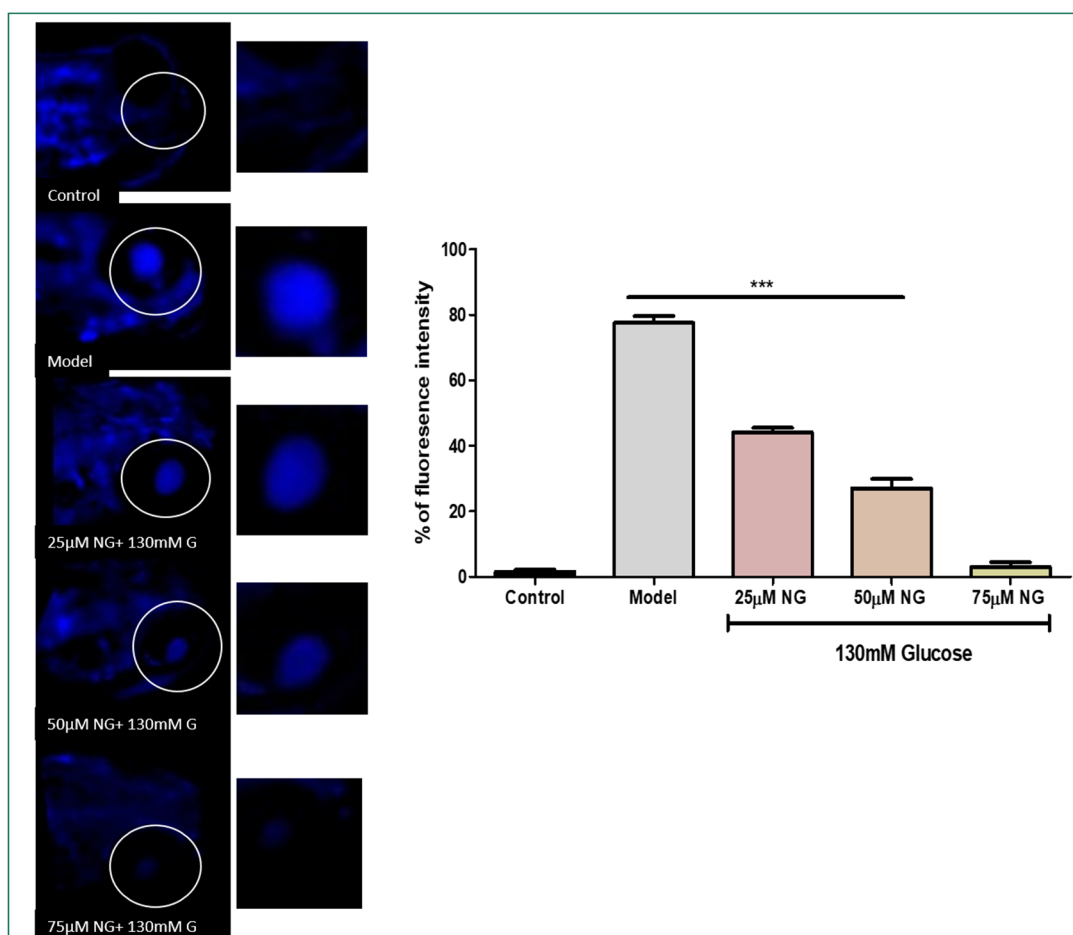 Control
Model
25µM NG+ 130mM G
50µM NG+ 130mM G
75µM NG+ 130mM G
% of fluoresence intensity
100
80
60
40
20
0
***
Control Model 25µM NG 50µM NG 75µM NG
130mM Glucose